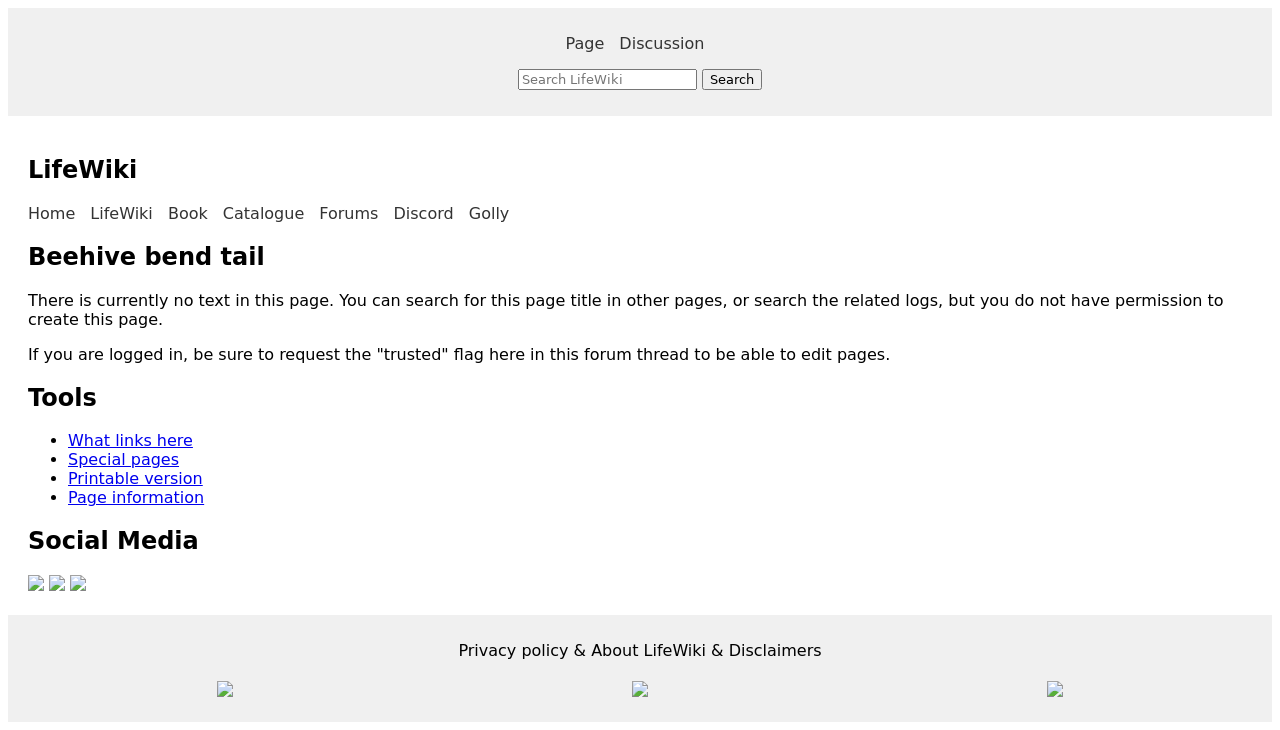 Page Discussion
Search LifeWiki Search
LifeWiki
Home LifeWiki Book Catalogue Forums Discord Golly
Beehive bend tail
There is currently no text in this page. You can search for this page title in other pages, or search the related logs, but you do not have permission to
create this page.
If you are logged in, be sure to request the "trusted" flag here in this forum thread to be able to edit pages.
Tools
What links here
Special pages
Printable version
Page information
Social Media
Privacy policy & About LifeWiki & Disclaimers